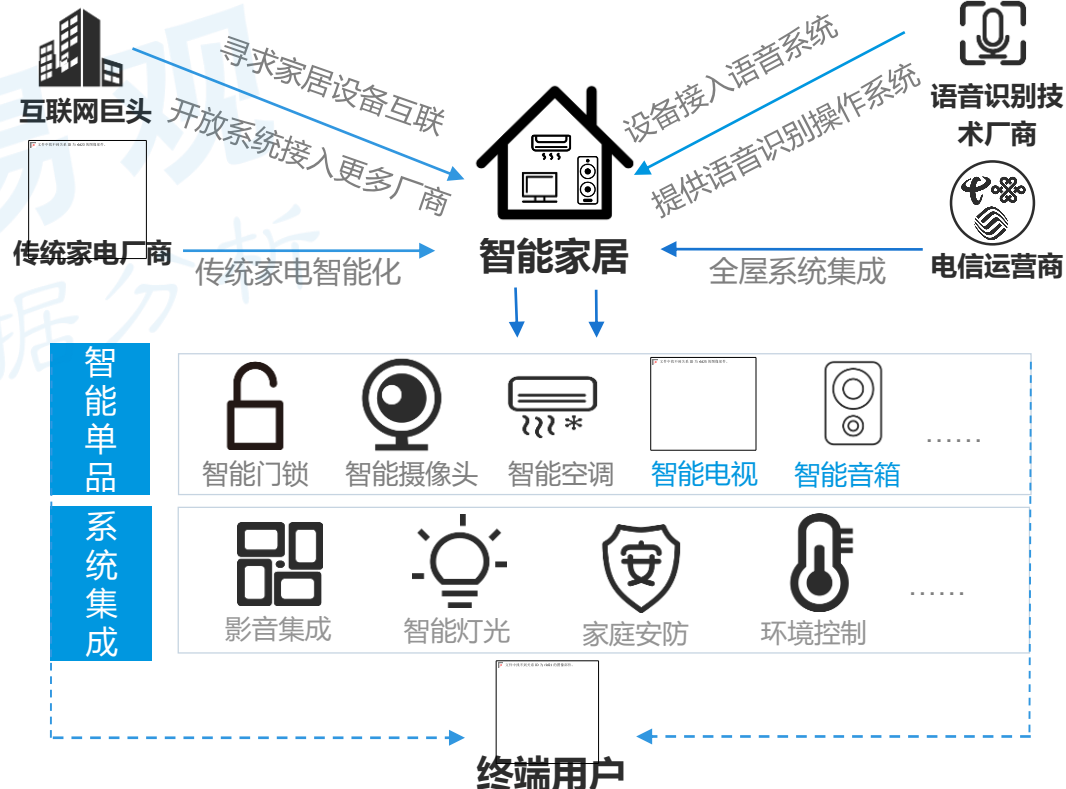 互联网巨头
寻求家居设备互联
开放系统接入更多厂商
设备接入语音系统
提供语音识别操作系统
语音识别技
术厂商
传统家电厂商
传统家电智能化
智能家居
全屋系统集成
电信运营商
智能单品
智能门锁
智能摄像头
智能空调
智能电视
智能音箱
……
系统集成
安
影音集成
智能灯光
家庭安防
环境控制
……
终端用户
易观
据分析